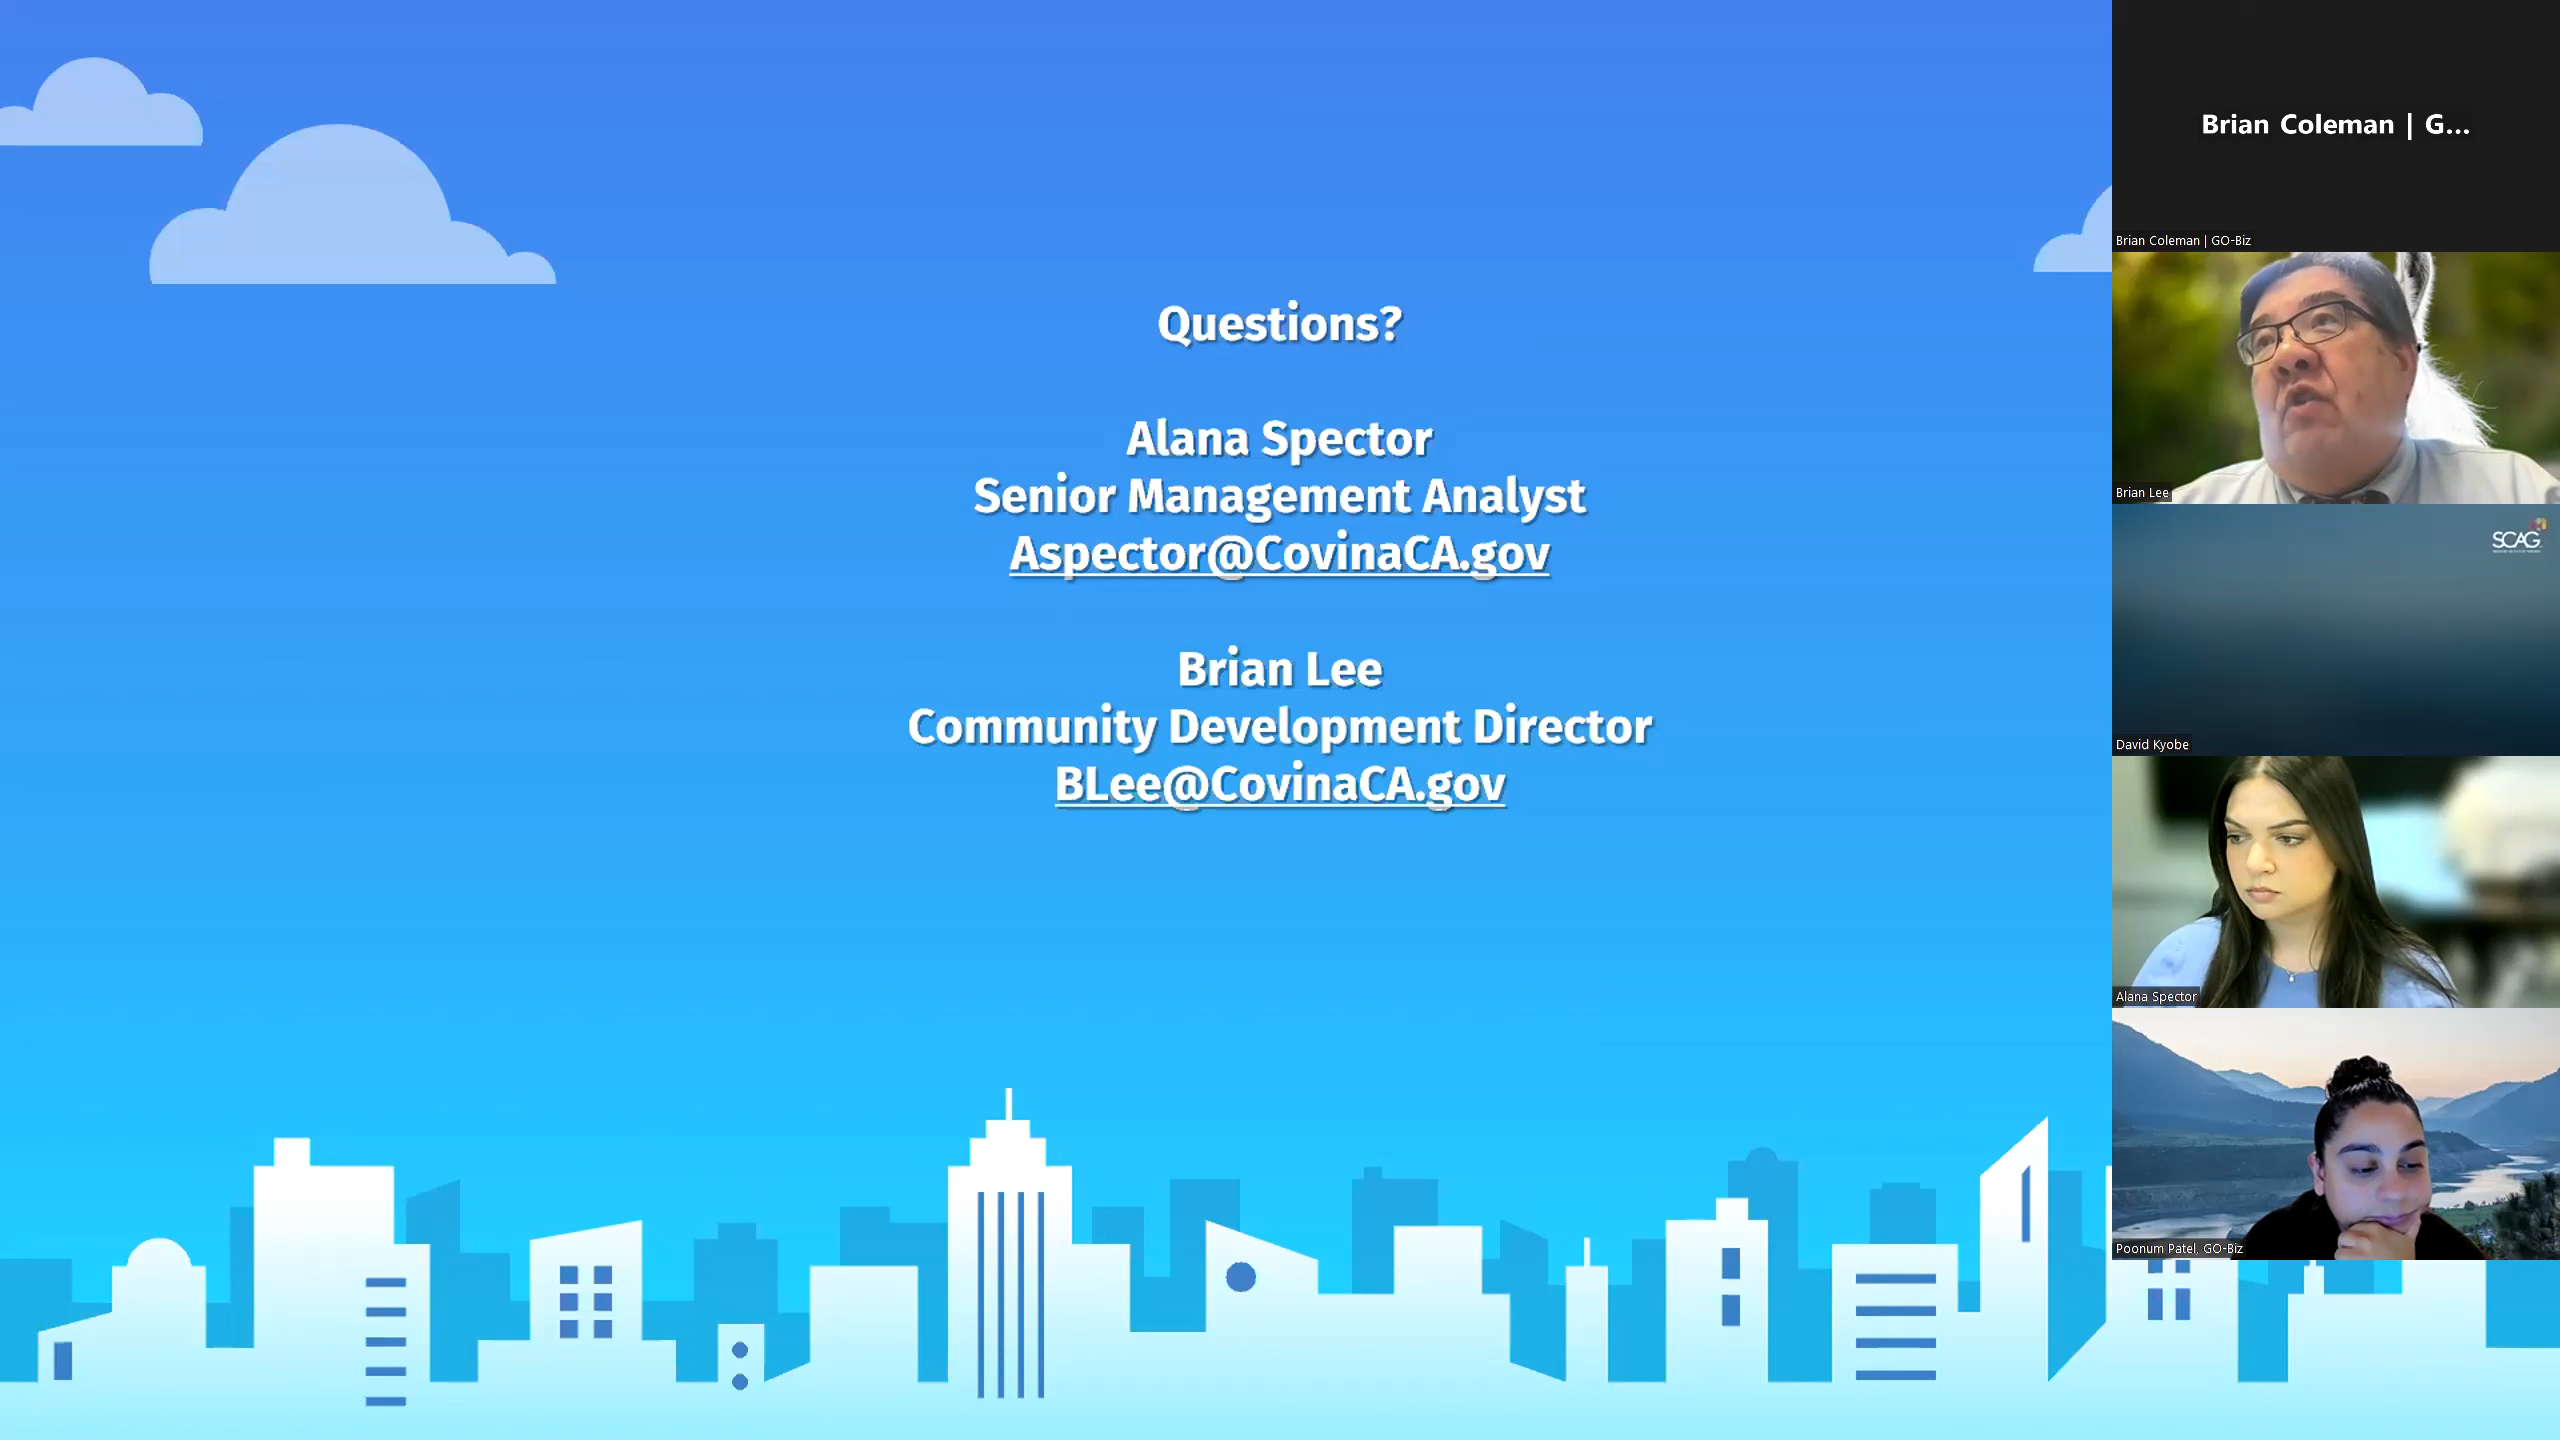 Questions?
Alana Spector
Senior Management Analyst
Aspector@CovinaCA.gov
Brian Lee
Community Development Director
BLee@CovinaCA.gov
Brian Coleman | G...
Brian Coleman | GO-Biz
Brian Lee
SCAG
David Kyobe
Alana Spector
Poonum Patel, GO-Biz